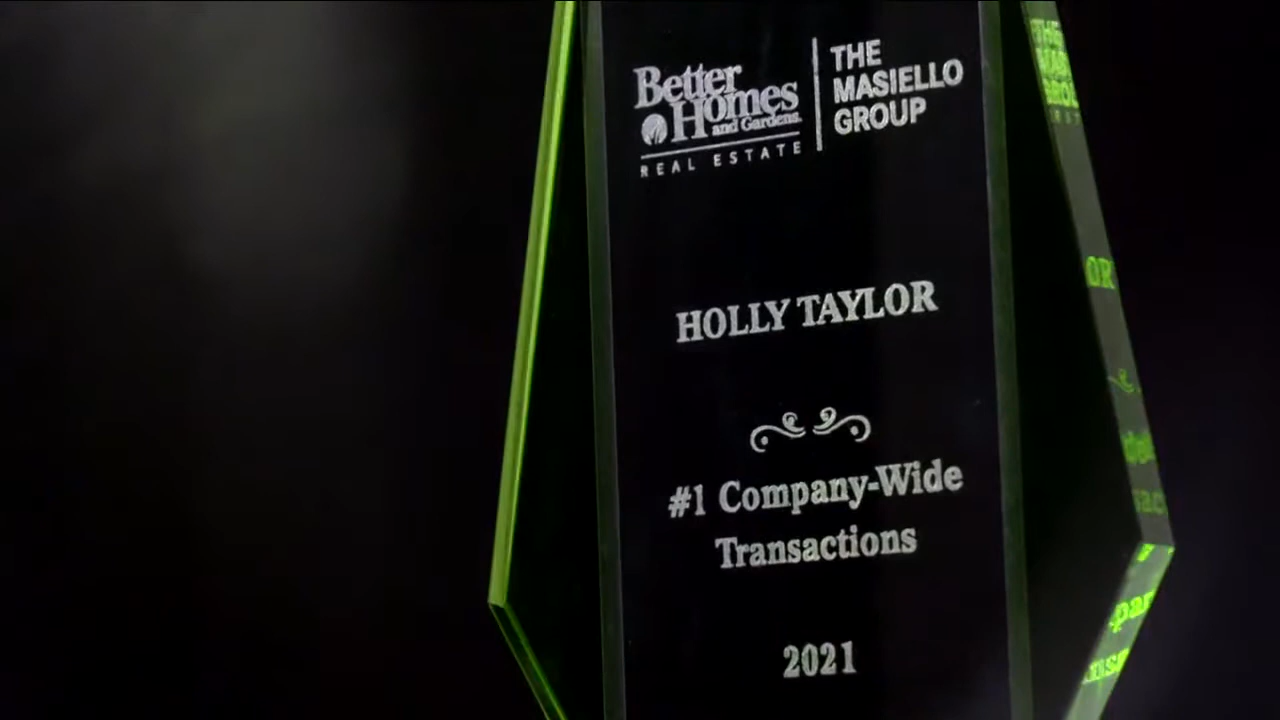 Better
Homes
and Gardens
REAL ESTATE
THE
MASIELLO
GROUP
HOLLY TAYLOR
#1 Company-Wide
Transactions
2021